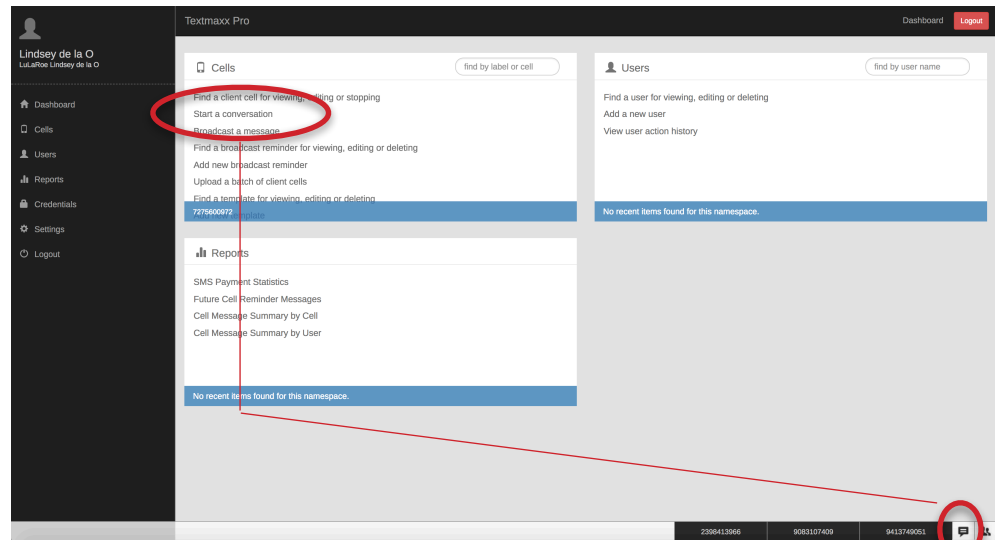 Textmaxx Pro
Dashboard
Logout
Lindsey de la O
LuLaRoe Lindsey de la O
Dashboard
Cells
Users
Reports
Credentials
Settings
Logout
Cells
find by label or cell
Find a client cell for viewing, editing or stopping
Start a conversation
Broadcast a message
Find a broadcast reminder for viewing, editing or deleting
Add new broadcast reminder
Upload a batch of client cells
Find a template for viewing, editing or deleting
Add new template
7275600972
Users
find by user name
Find a user for viewing, editing or deleting
Add a new user
View user action history
No recent items found for this namespace.
Reports
SMS Payment Statistics
Future Cell Reminder Messages
Cell Message Summary by Cell
Cell Message Summary by User
No recent items found for this namespace.
2398413966
9083107409
9413749051